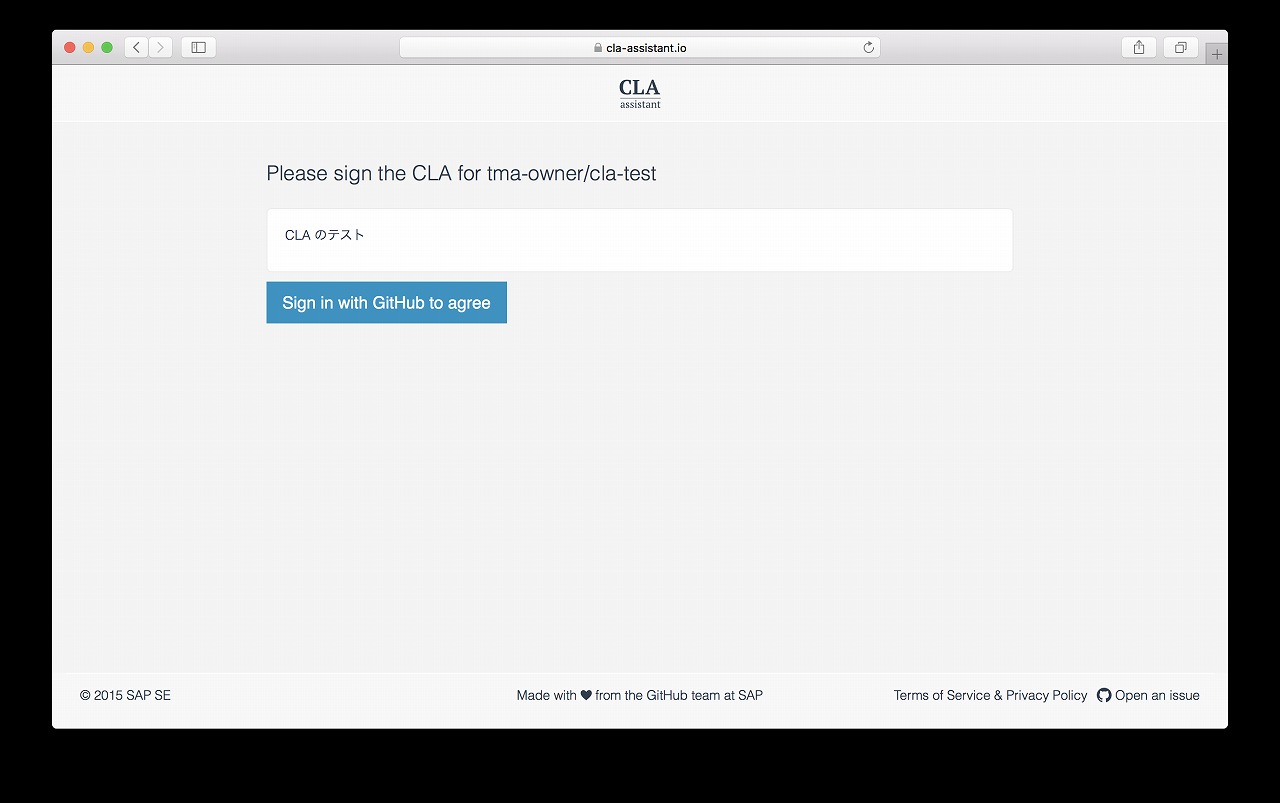 cla-assistant.io
CLA
assistant
Please sign the CLA for tma-owner/cla-test
CLA のテスト
Sign in with GitHub to agree
© 2015 SAP SE
Made with ♥ from the GitHub team at SAP
Terms of Service & Privacy Policy
Open an issue